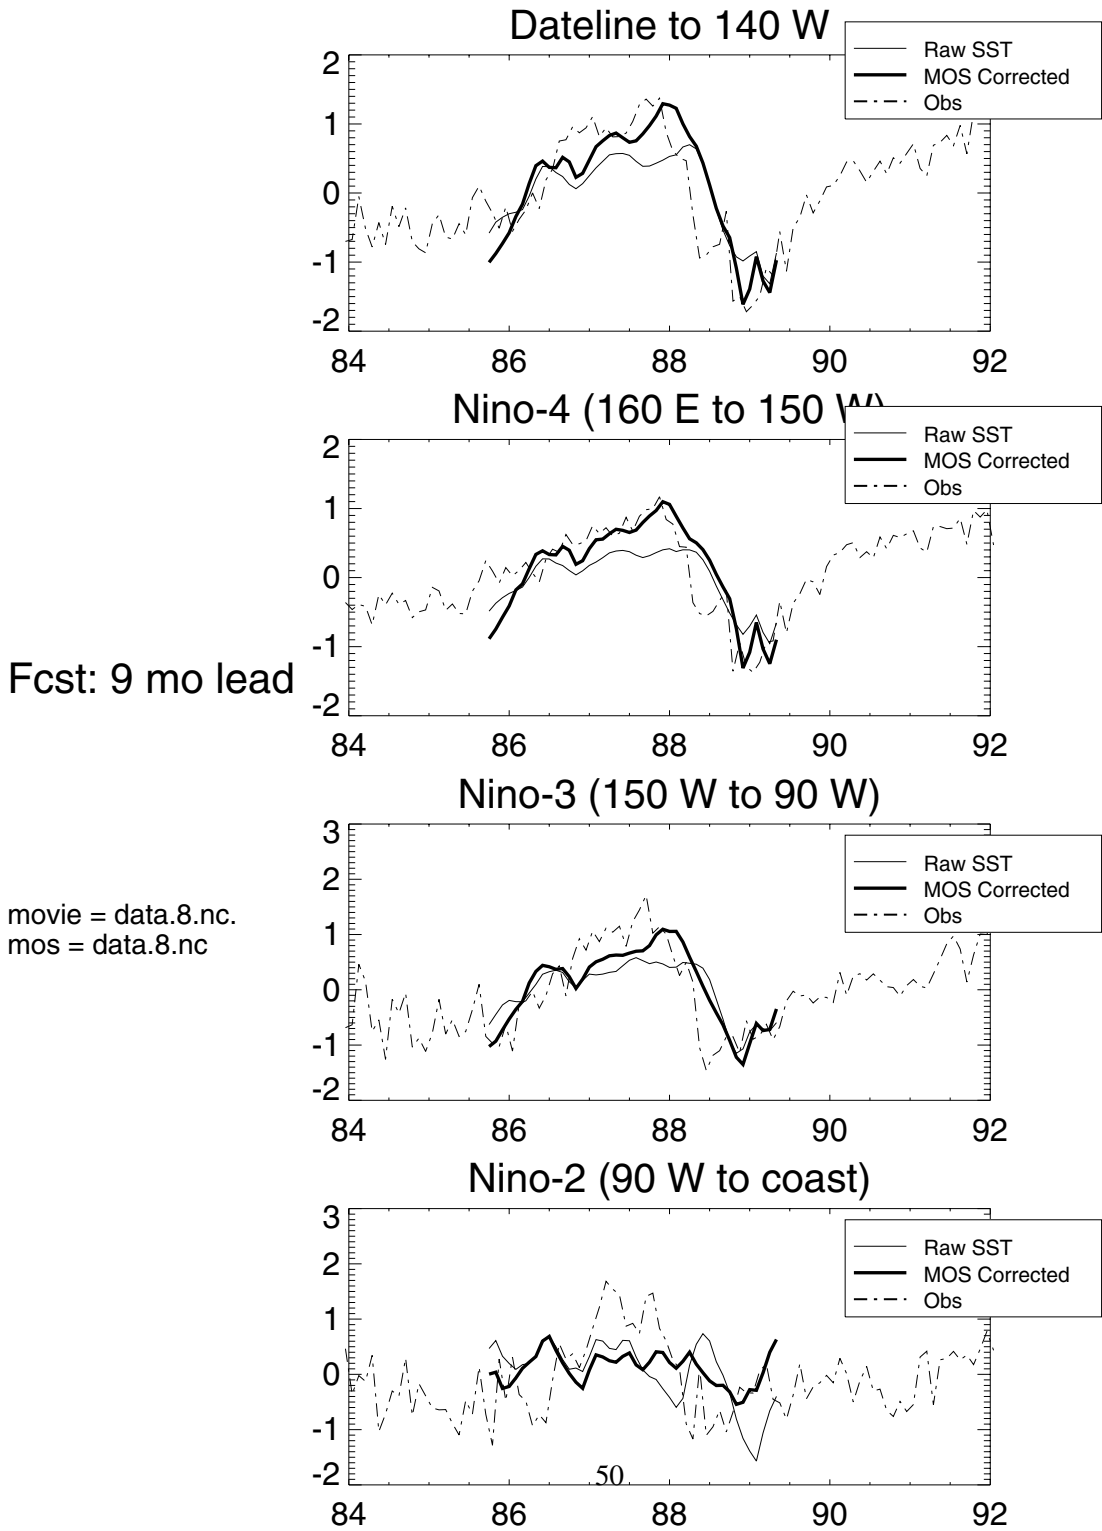 Dateline to 140 W
Raw SST
MOS Corrected
Obs
2
1
0
-1
-2
84 86 88 90 92
Nino-4 (160 E to 150 W)
Raw SST
MOS Corrected
Obs
2
1
0
-1
-2
84 86 88 90 92
Fcst: 9 mo lead
Nino-3 (150 W to 90 W)
Raw SST
MOS Corrected
Obs
3
2
1
0
-1
-2
84 86 88 90 92
movie = data.8.nc.
mos = data.8.nc
Nino-2 (90 W to coast)
Raw SST
MOS Corrected
Obs
3
2
1
0
-1
-2
50
84 86 88 90 92